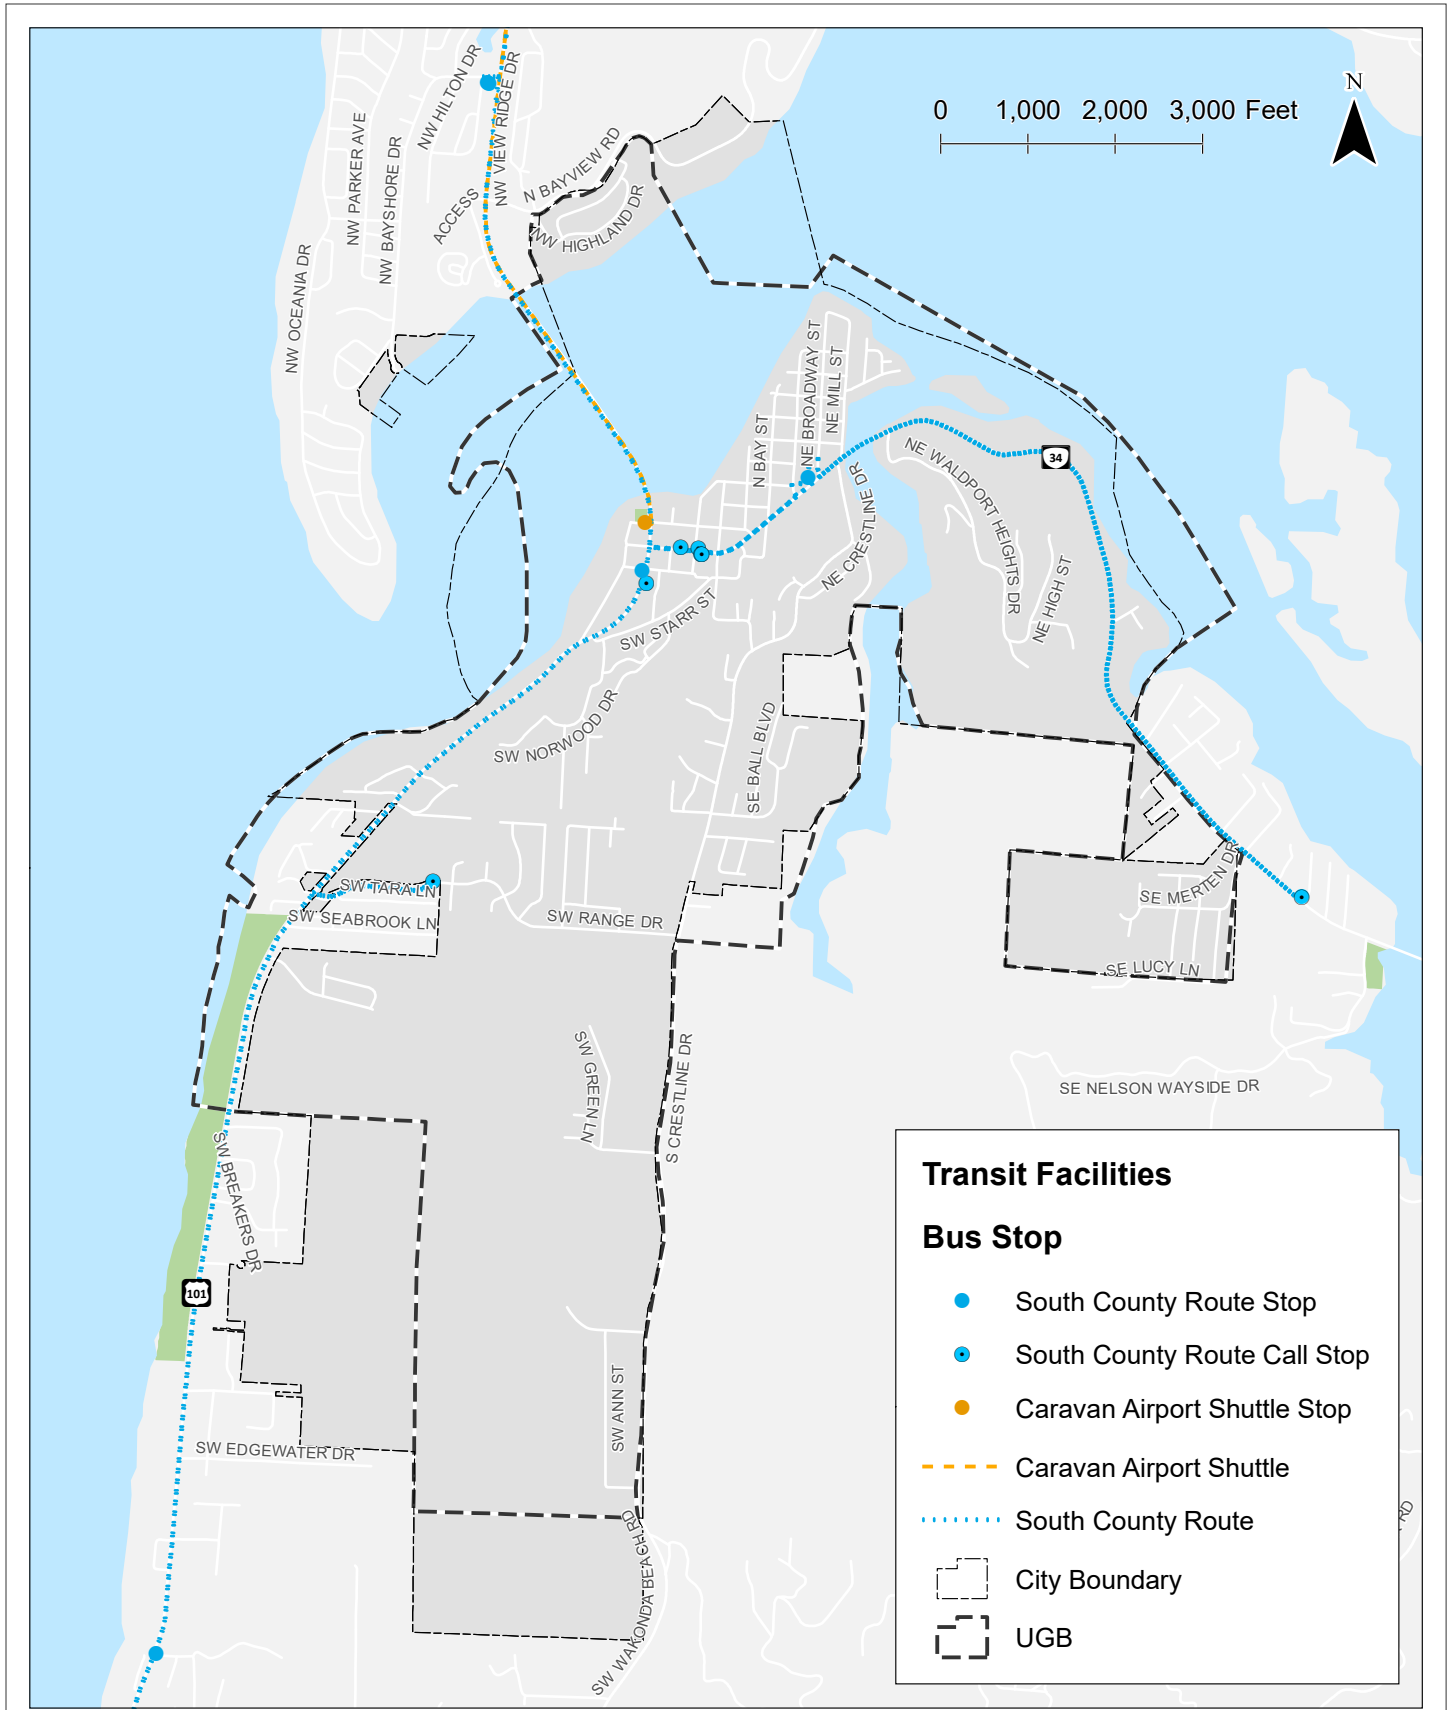 N
0 1,000 2,000 3,000 Feet
NW HILTON DR
NW VIEW RIDGE DR
NW PARKER AVE
NW BAYSHORE DR
N BAYVIEW RD
ACCESS
NW HIGHLAND DR
NW OCEANIA DR
NE BROADWAY ST
NE MILL ST
N BAY ST
34
NE WALDPORT HEIGHTS DR
NE CRESTLINE DR
NE HIGH ST
SW STARR ST
SW NORWOOD DR
SE BALL BLVD
SW TARA LN
SW SEABROOK LN
SW RANGE DR
SE MERTEN DR
SE LUCY LN
SW GREEN LN
S CRESTLINE DR
SE NELSON WAYSIDE DR
SW BREAKERS DR
101
SW ANN ST
SW EDGEWATER DR
SW WAKONDA BEACH RD
RD
Transit Facilities
Bus Stop
South County Route Stop
South County Route Call Stop
Caravan Airport Shuttle Stop
Caravan Airport Shuttle
South County Route
City Boundary
UGB